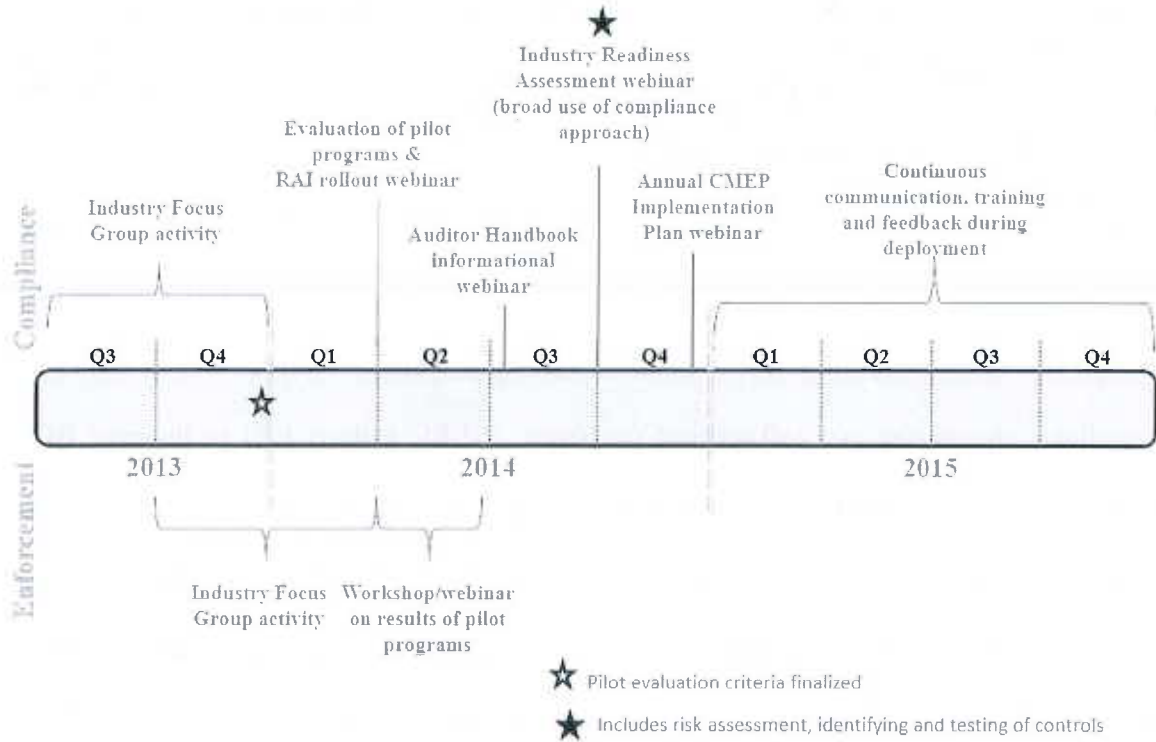 Industry Readiness
Assessment webinar
(broad use of compliance
approach)
Evaluation of pilot
programs &
RAI rollout webinar
Annual CMEP
Implementation
Plan webinar
Continuous
communication, training
and feedback during
deployment
Industry Focus
Group activity
Auditor Handbook
informational
webinar
Compliance
Q3 Q4 Q1 Q2 Q3 Q4 Q1 Q2 Q3 Q4
2013 2014 2015
Enforcement
Industry Focus
Group activity
Workshop/webinar
on results of pilot
programs
Pilot evaluation criteria finalized
Includes risk assessment, identifying and testing of controls